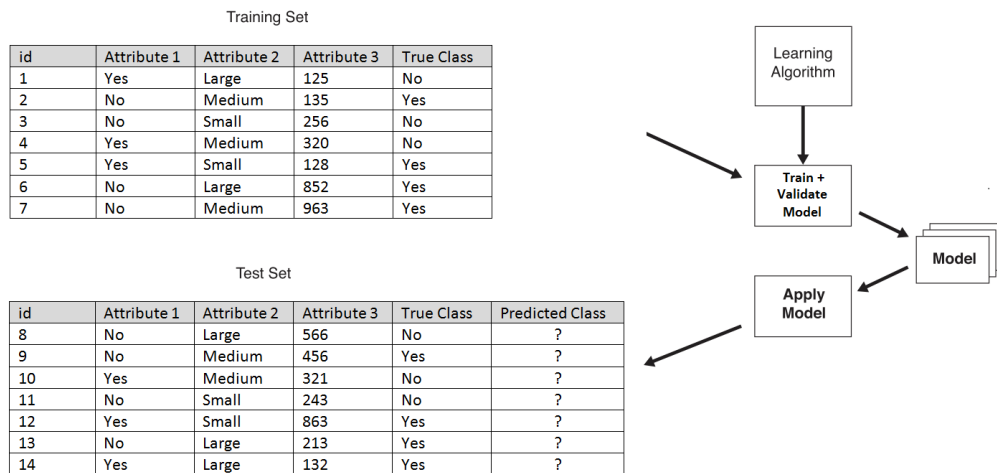 Training Set
id Attribute 1 Attribute 2 Attribute 3 True Class
1 Yes Large 125 No
2 No Medium 135 Yes
3 No Small 256 No
4 Yes Medium 320 No
5 Yes Small 128 Yes
6 No Large 852 Yes
7 No Medium 963 Yes
Learning
Algorithm
Train +
Validate
Model
Model
Apply
Model
Test Set
id Attribute 1 Attribute 2 Attribute 3 True Class Predicted Class
8 No Large 566 No ?
9 No Medium 456 Yes ?
10 Yes Medium 321 No ?
11 No Small 243 No ?
12 Yes Small 863 Yes ?
13 No Large 213 Yes ?
14 Yes Large 132 Yes ?